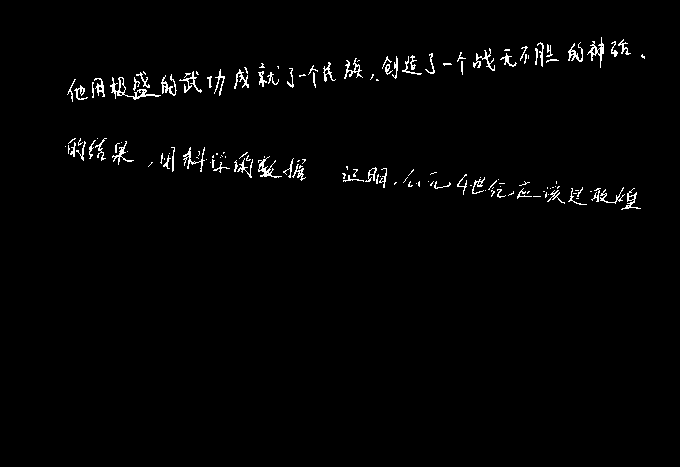 他用极盛的武功成就了一个民族,创造了一个战无不胜的神话.
的结果,用科学的数据 证明,公元4世纪,应该是敦煌